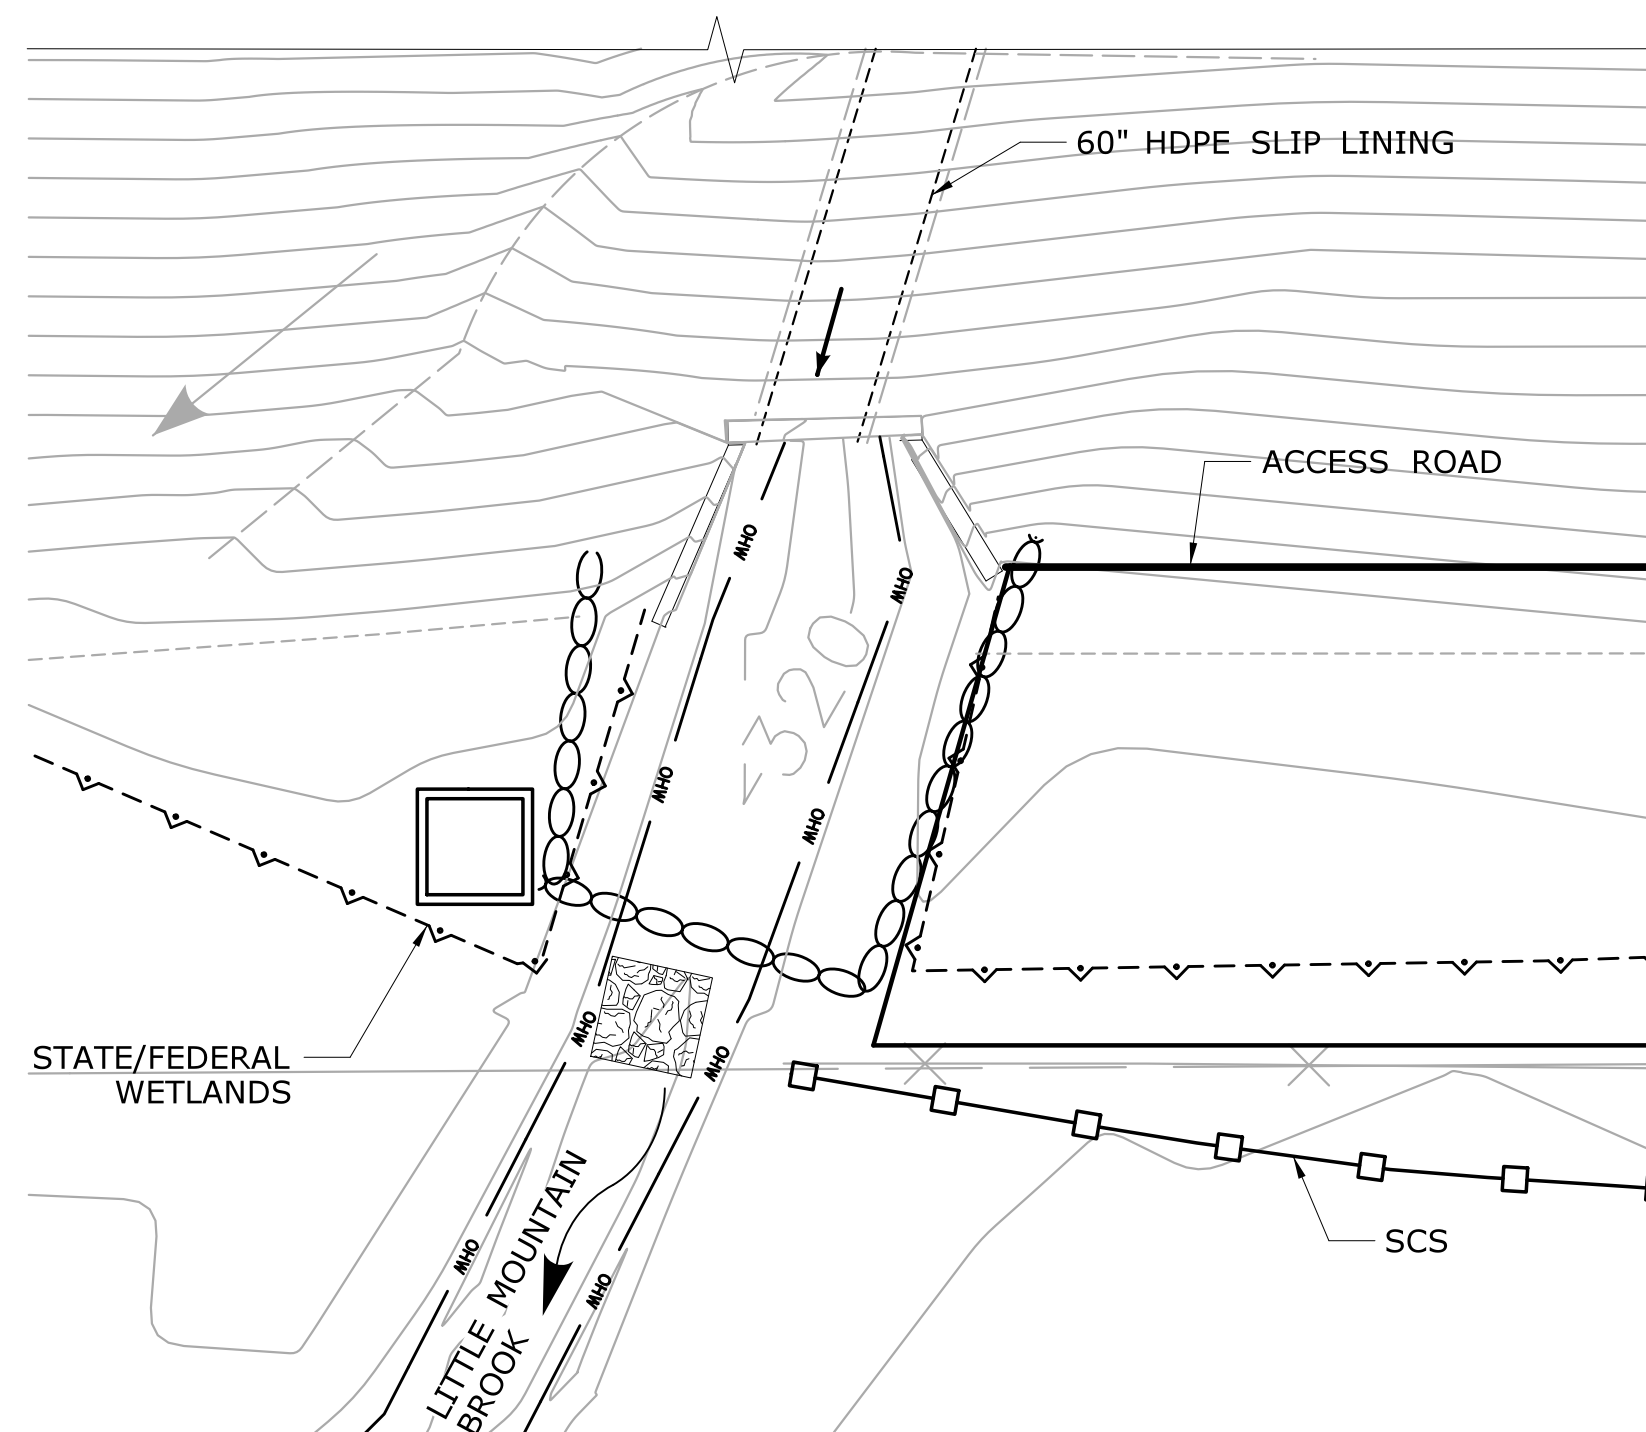 60" HDPE SLIP LINING
ACCESS ROAD
OHW
OHW
320
OHW
OHW
STATE/FEDERAL
WETLANDS
OHW
OHW
SCS
OHW
OHW
LITTLE MOUNTAIN
BROOK